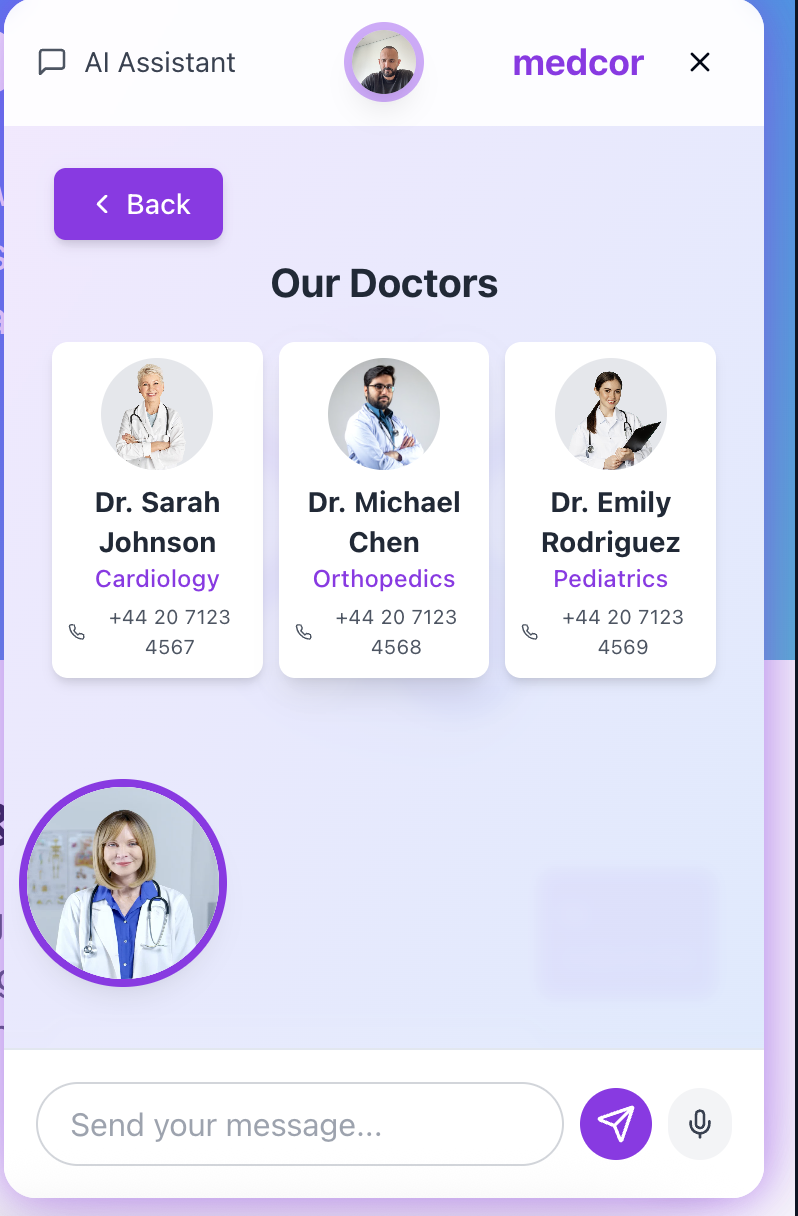 AI Assistant
medcor
Back
Our Doctors
Dr. Sarah
Johnson
Cardiology
+44 20 7123
4567
Dr. Michael
Chen
Orthopedics
+44 20 7123
4568
Dr. Emily
Rodriguez
Pediatrics
+44 20 7123
4569
Send your message...